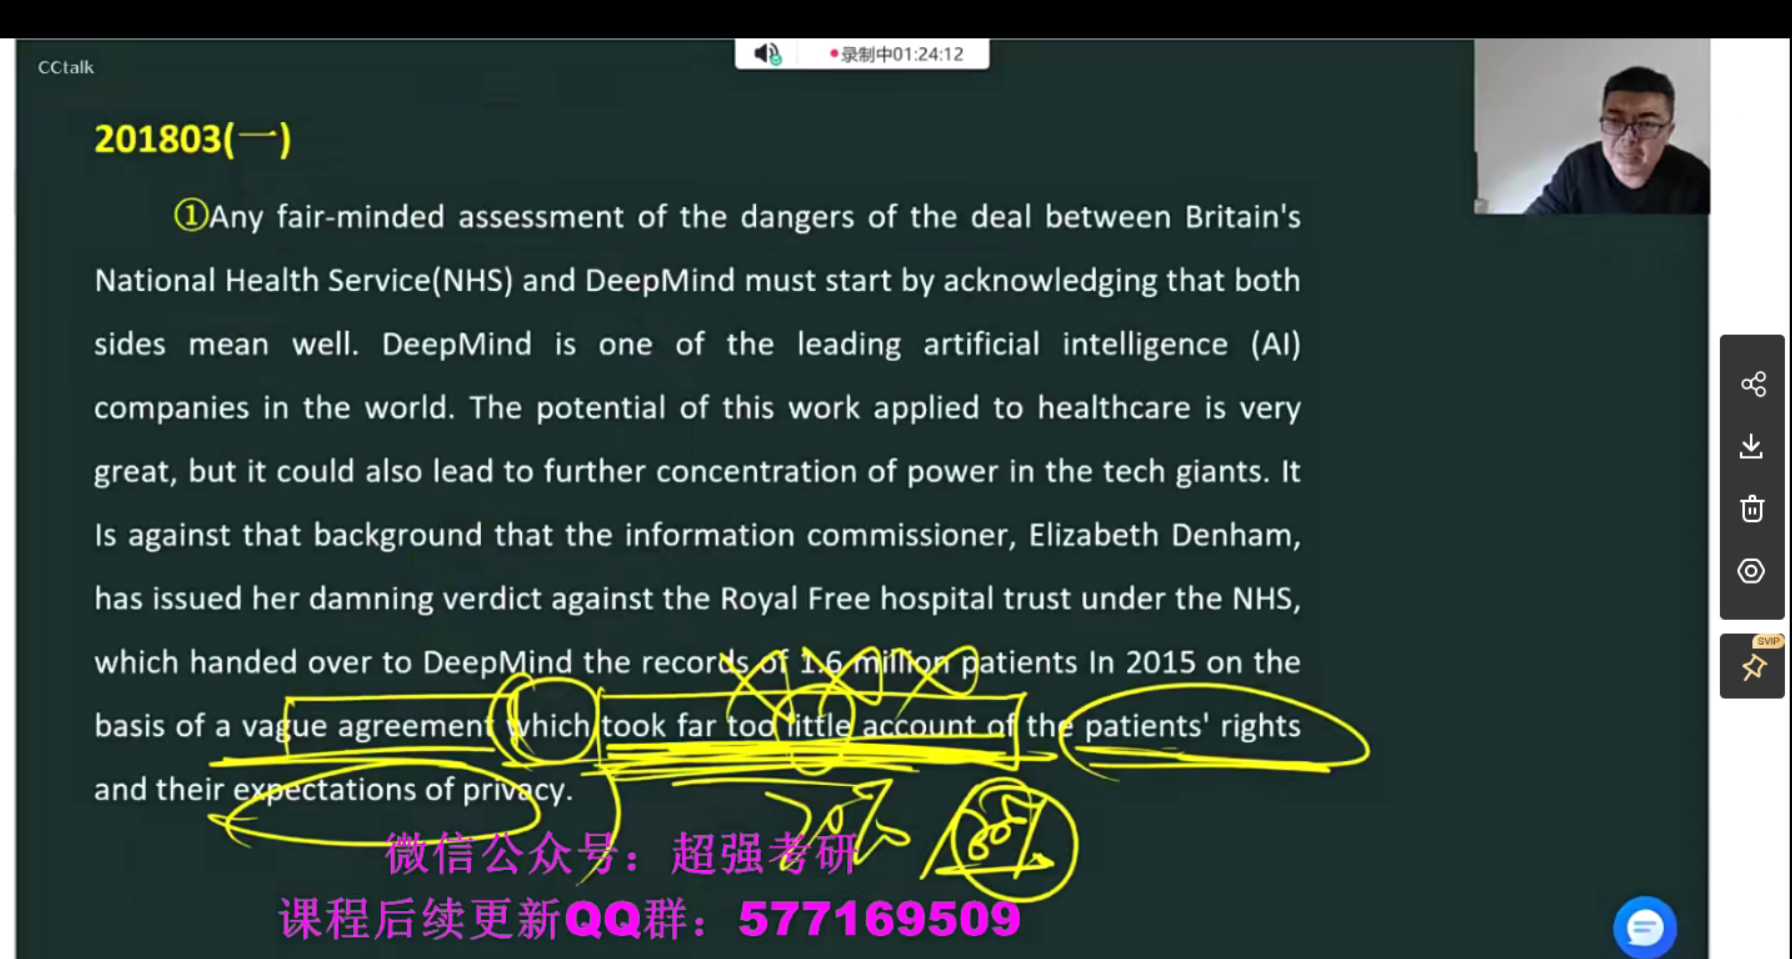 录制中01:24:12
CCtalk
201803(一)
①Any fair-minded assessment of the dangers of the deal between Britain's
National Health Service(NHS) and DeepMind must start by acknowledging that both
sides mean well. DeepMind is one of the leading artificial intelligence (AI)
companies in the world. The potential of this work applied to healthcare is very
great, but it could also lead to further concentration of power in the tech giants. It
Is against that background that the information commissioner, Elizabeth Denham,
has issued her damning verdict against the Royal Free hospital trust under the NHS,
which handed over to DeepMind the records of 1.6 million patients In 2015 on the
basis of a vague agreement which took far too little account of the patients' rights
and their expectations of privacy.
微信公众号：超强考研
课程后续更新QQ群：577169509
SVIP